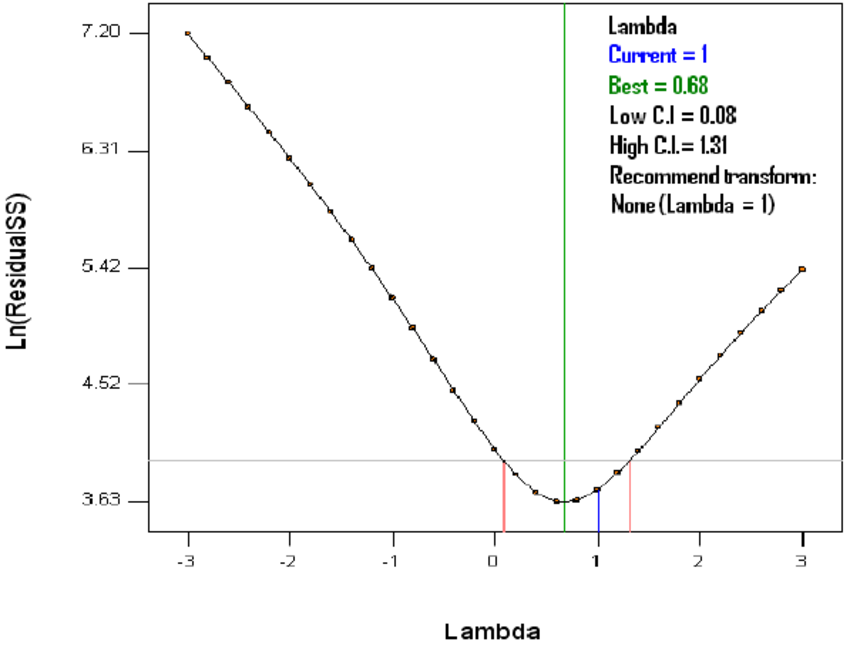 Lambda
Current = 1
Best = 0.68
Low C.I = 0.08
High C.I.= 1.31
Recommend transform:
None (Lambda = 1)
7.20
6.31
5.42
4.52
3.63
Ln(ResidualSS)
-3 -2 -1 0 1 2 3
Lambda